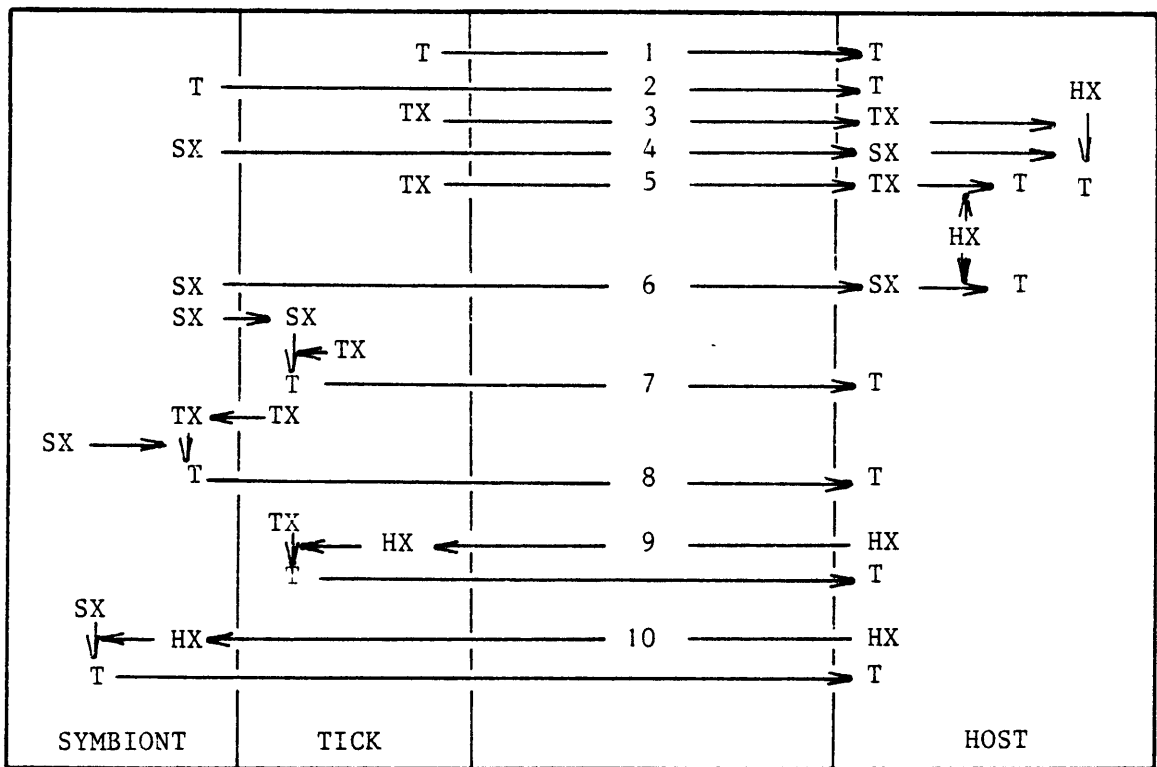 T 1 T
T 2 T
HX
TX 3 TX
SX 4 SX
TX 5 TX T T
HX
SX 6 SX T
SX SX
TX
T 7 T
TX TX
SX
T 8 T
TX
HX 9 HX
T T
SX
HX 10 HX
T T
SYMBIONT TICK HOST